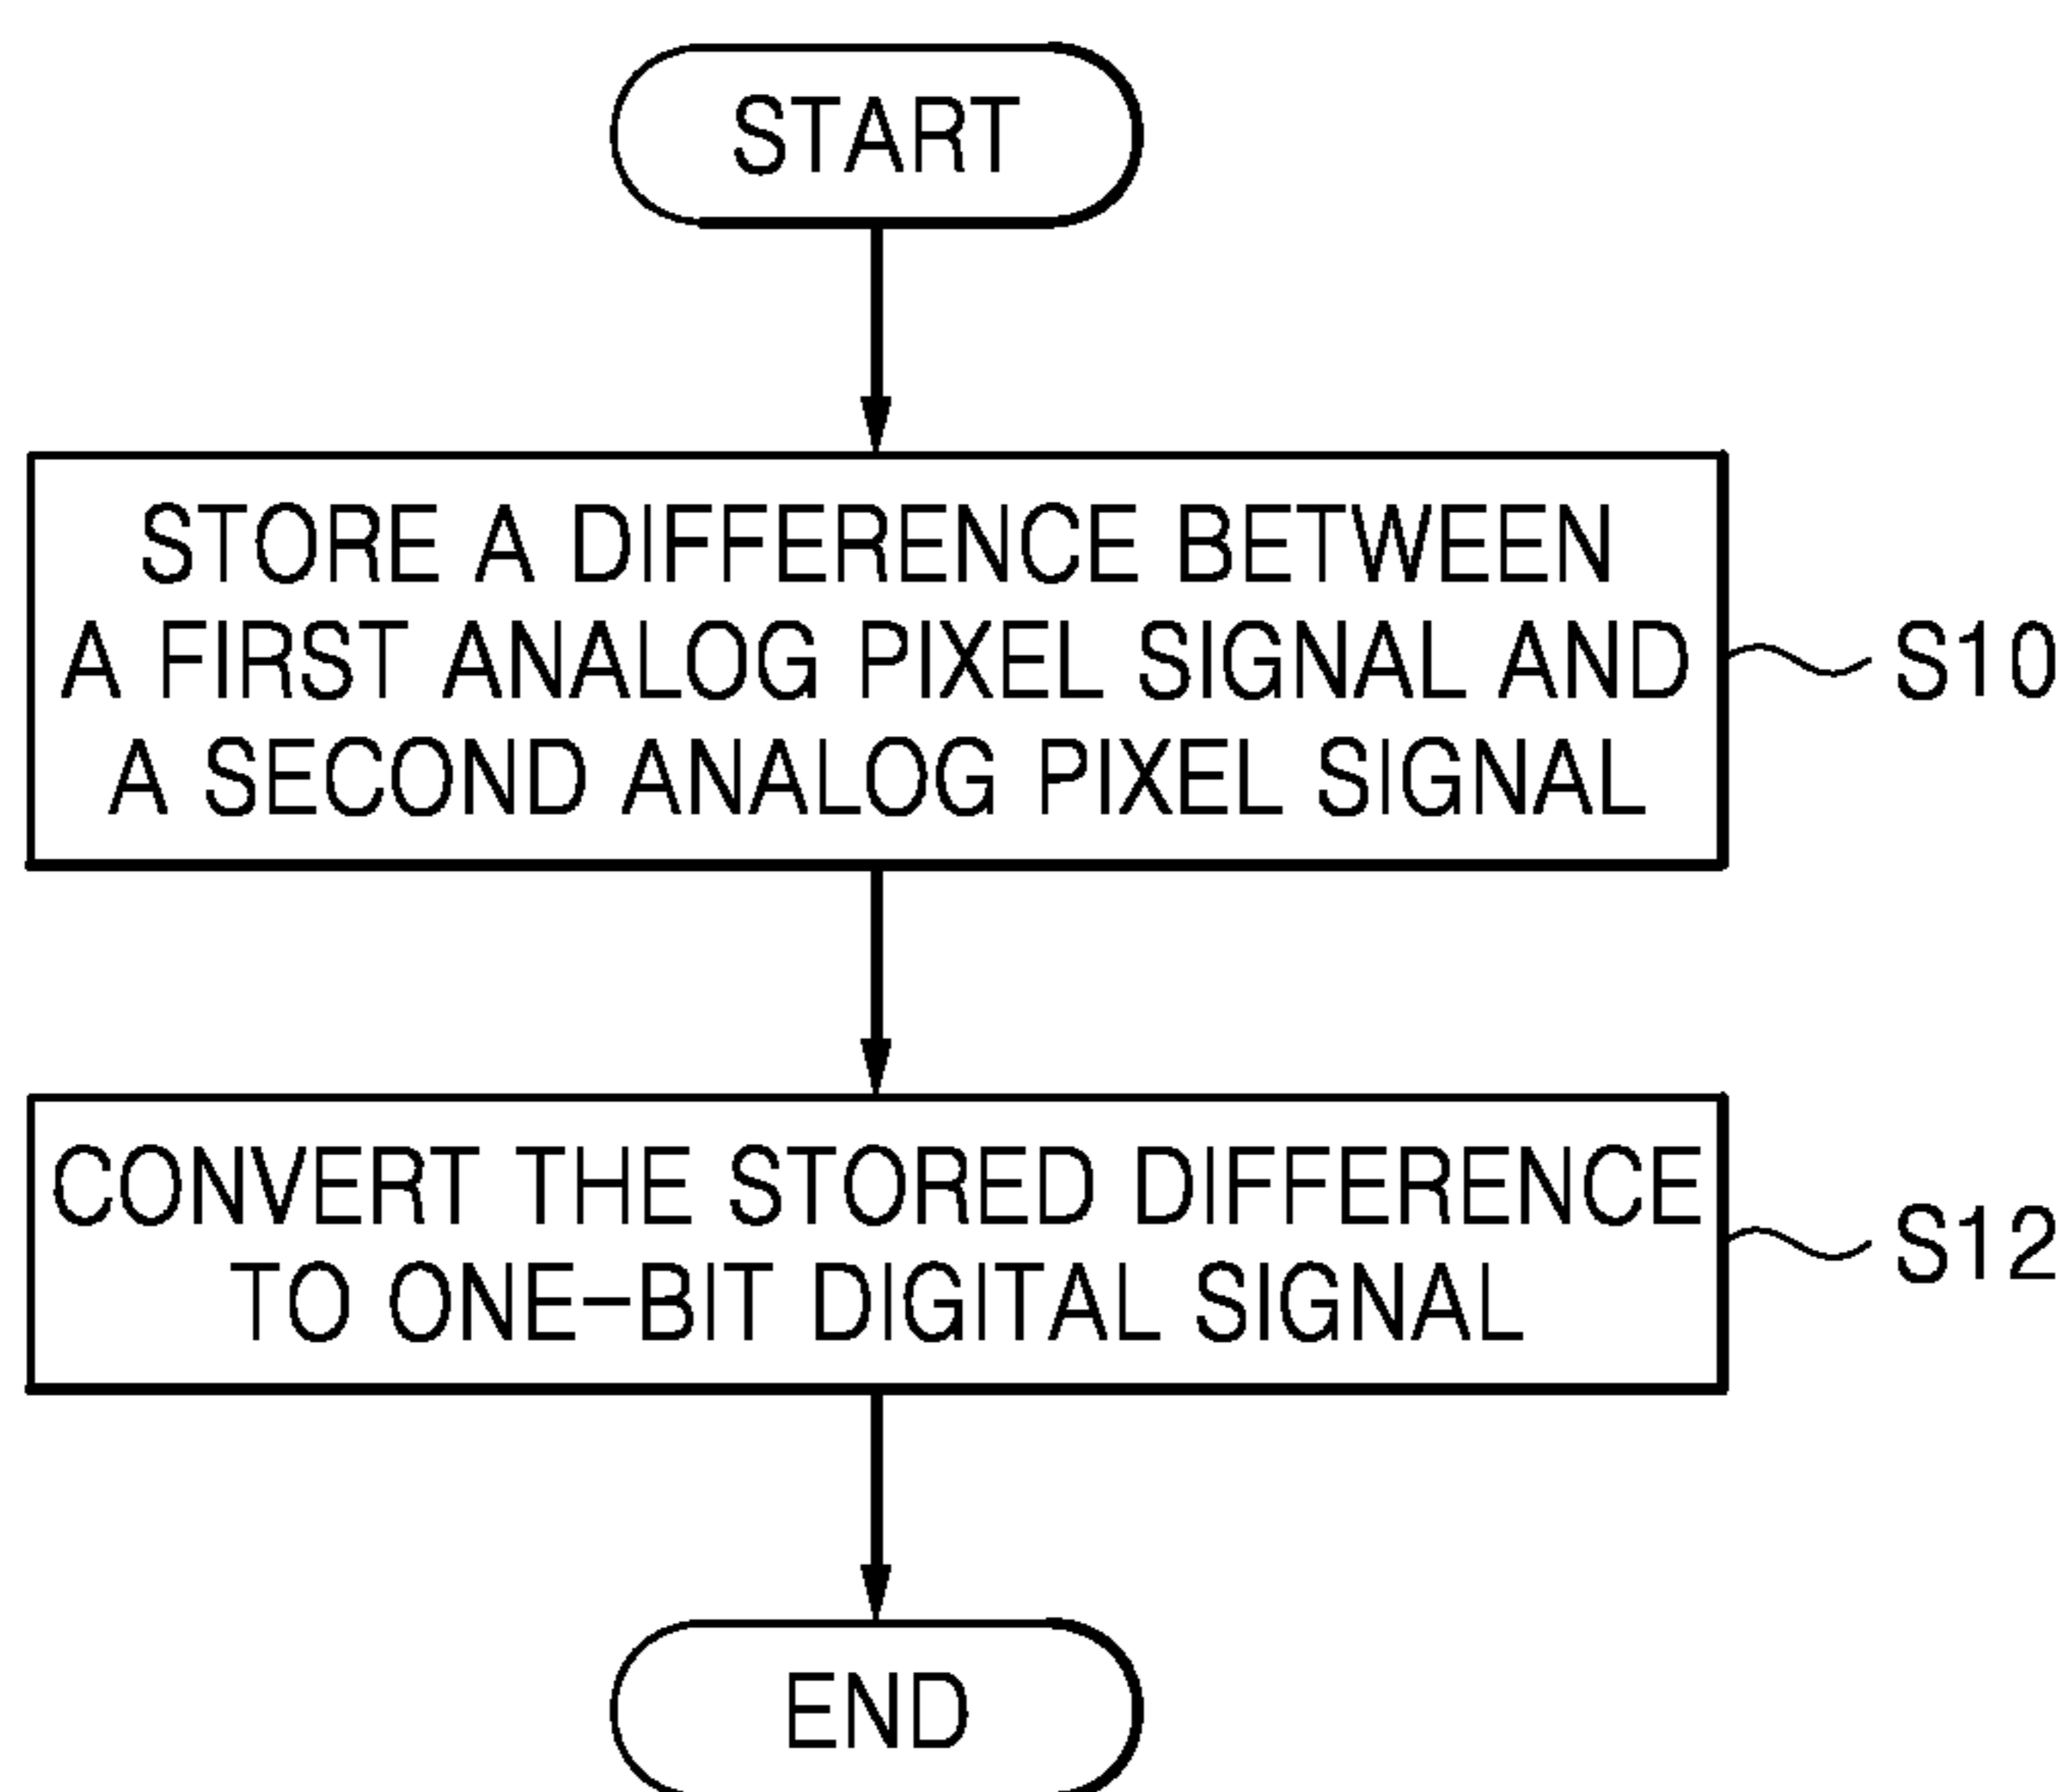 START
STORE A DIFFERENCE BETWEEN
A FIRST ANALOG PIXEL SIGNAL AND
A SECOND ANALOG PIXEL SIGNAL
S10
CONVERT THE STORED DIFFERENCE
TO ONE-BIT DIGITAL SIGNAL
S12
END